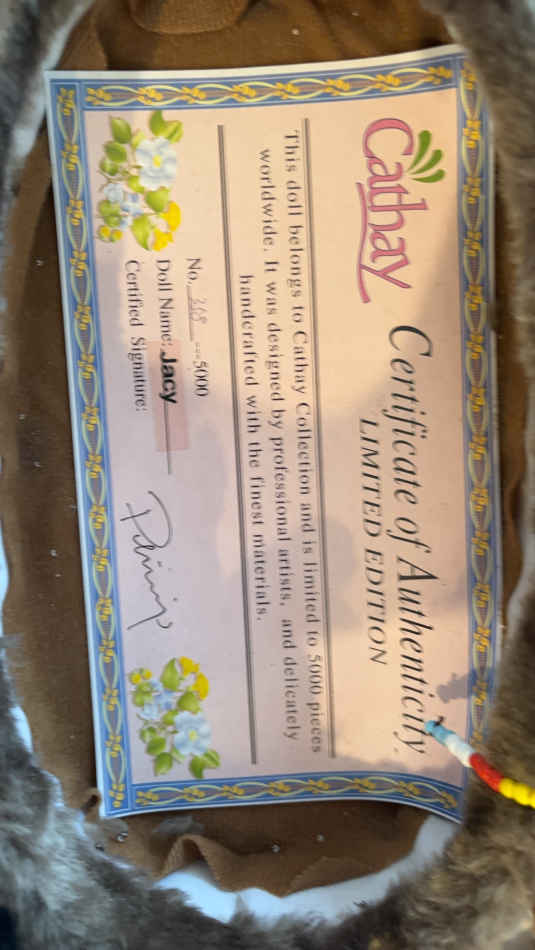 Cathay
Certificate of Authenticity
LIMITED EDITION
This doll belongs to Cathay Collection and is limited to 5000 pieces
worldwide. It was designed by professional artists, and delicately
handcrafted with the finest materials.
No. 368 ---5000
Doll Name: Jacy
Certified Signature: